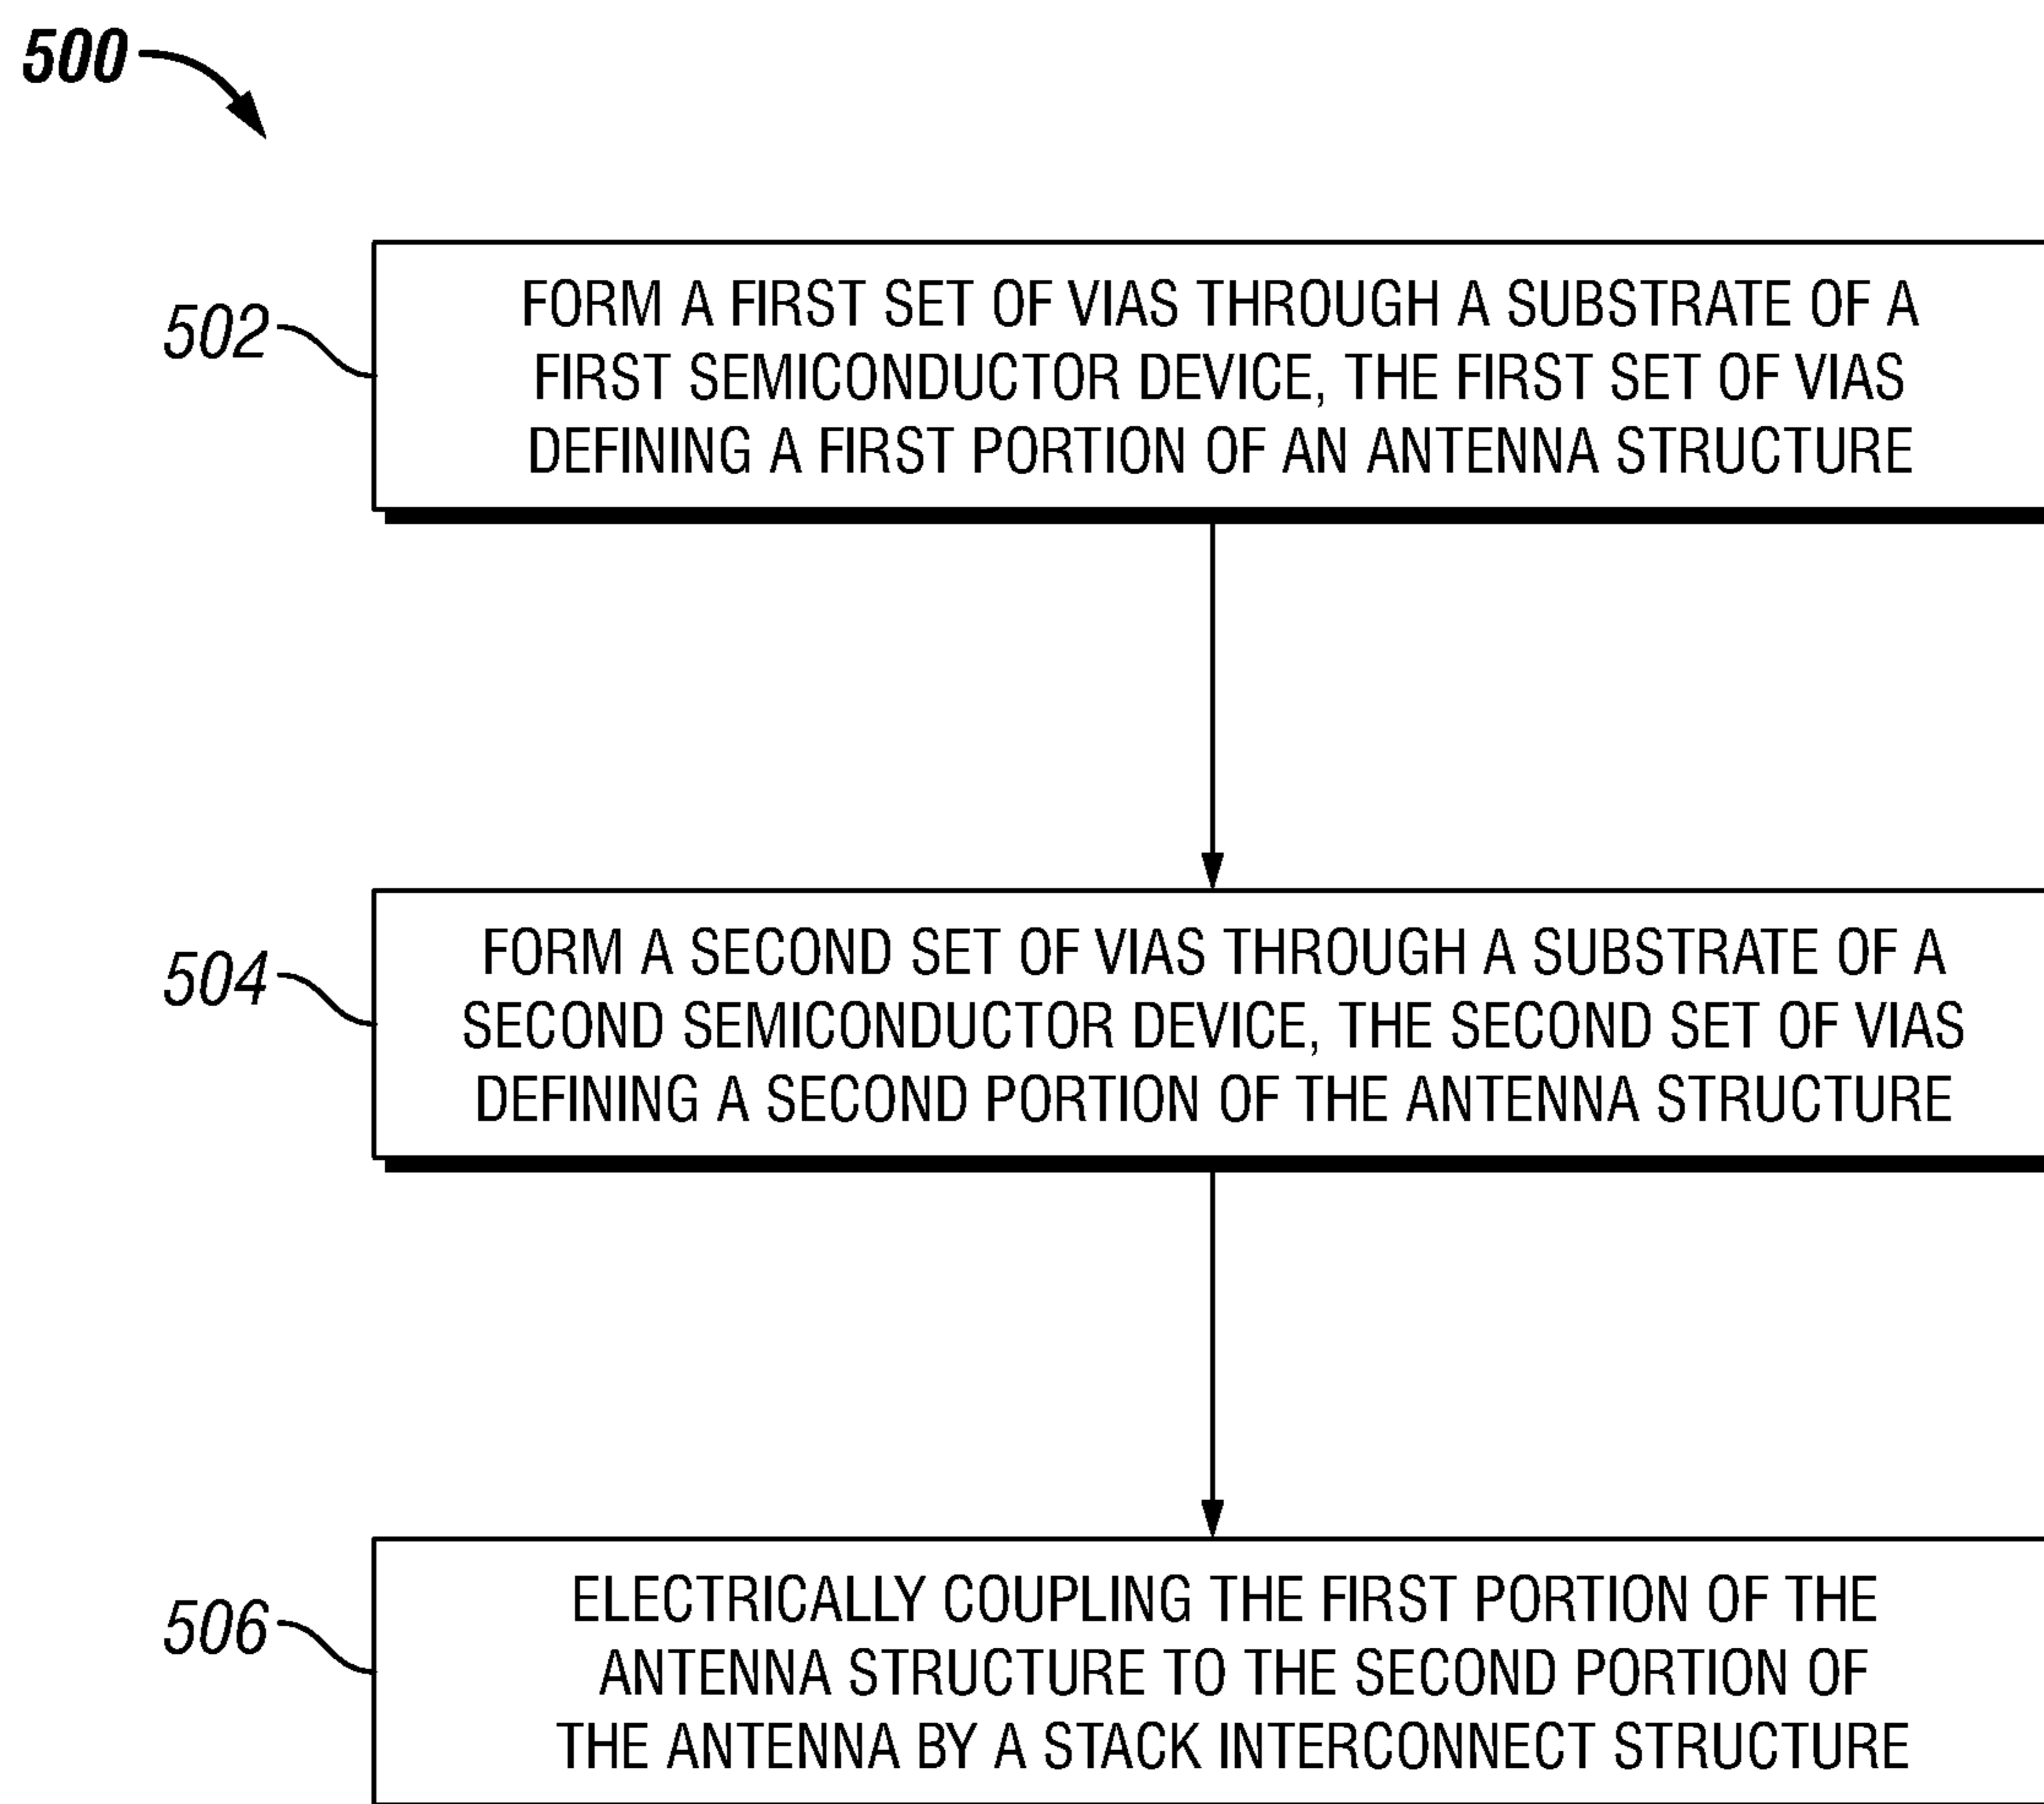 500
502
FORM A FIRST SET OF VIAS THROUGH A SUBSTRATE OF A
FIRST SEMICONDUCTOR DEVICE, THE FIRST SET OF VIAS
DEFINING A FIRST PORTION OF AN ANTENNA STRUCTURE
504
FORM A SECOND SET OF VIAS THROUGH A SUBSTRATE OF A
SECOND SEMICONDUCTOR DEVICE, THE SECOND SET OF VIAS
DEFINING A SECOND PORTION OF THE ANTENNA STRUCTURE
506
ELECTRICALLY COUPLING THE FIRST PORTION OF THE
ANTENNA STRUCTURE TO THE SECOND PORTION OF
THE ANTENNA BY A STACK INTERCONNECT STRUCTURE